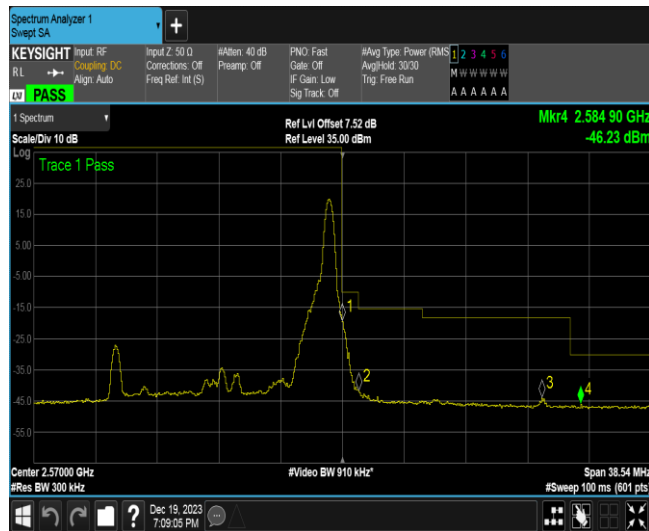 Spectrum Analyzer 1
Swept SA
+
KEYSIGHT
RL
LXI PASS
Input: RF
Coupling: DC
Align: Auto
Input Z: 50 Ω
Corrections: Off
Freq Ref: Int (S)
#Atten: 40 dB
Preamp: Off
PNO: Fast
Gate: Off
IF Gain: Low
Sig Track: Off
#Avg Type: Power (RMS
Avg|Hold: 30/30
Trig: Free Run
1 2 3 4 5 6
M W W W W W
A A A A A A
1 Spectrum
Scale/Div 10 dB
Ref Lvl Offset 7.52 dB
Ref Level 35.00 dBm
Mkr4 2.584 90 GHz
-46.23 dBm
Log
Trace 1 Pass
25.0
15.0
5.00
-5.00
-15.0
-25.0
-35.0
-45.0
-55.0
1
2
3
4
Center 2.57000 GHz
#Res BW 300 kHz
#Video BW 910 kHz*
Span 38.54 MHz
#Sweep 100 ms (601 pts)
?
Dec 19, 2023
7:09:05 PM